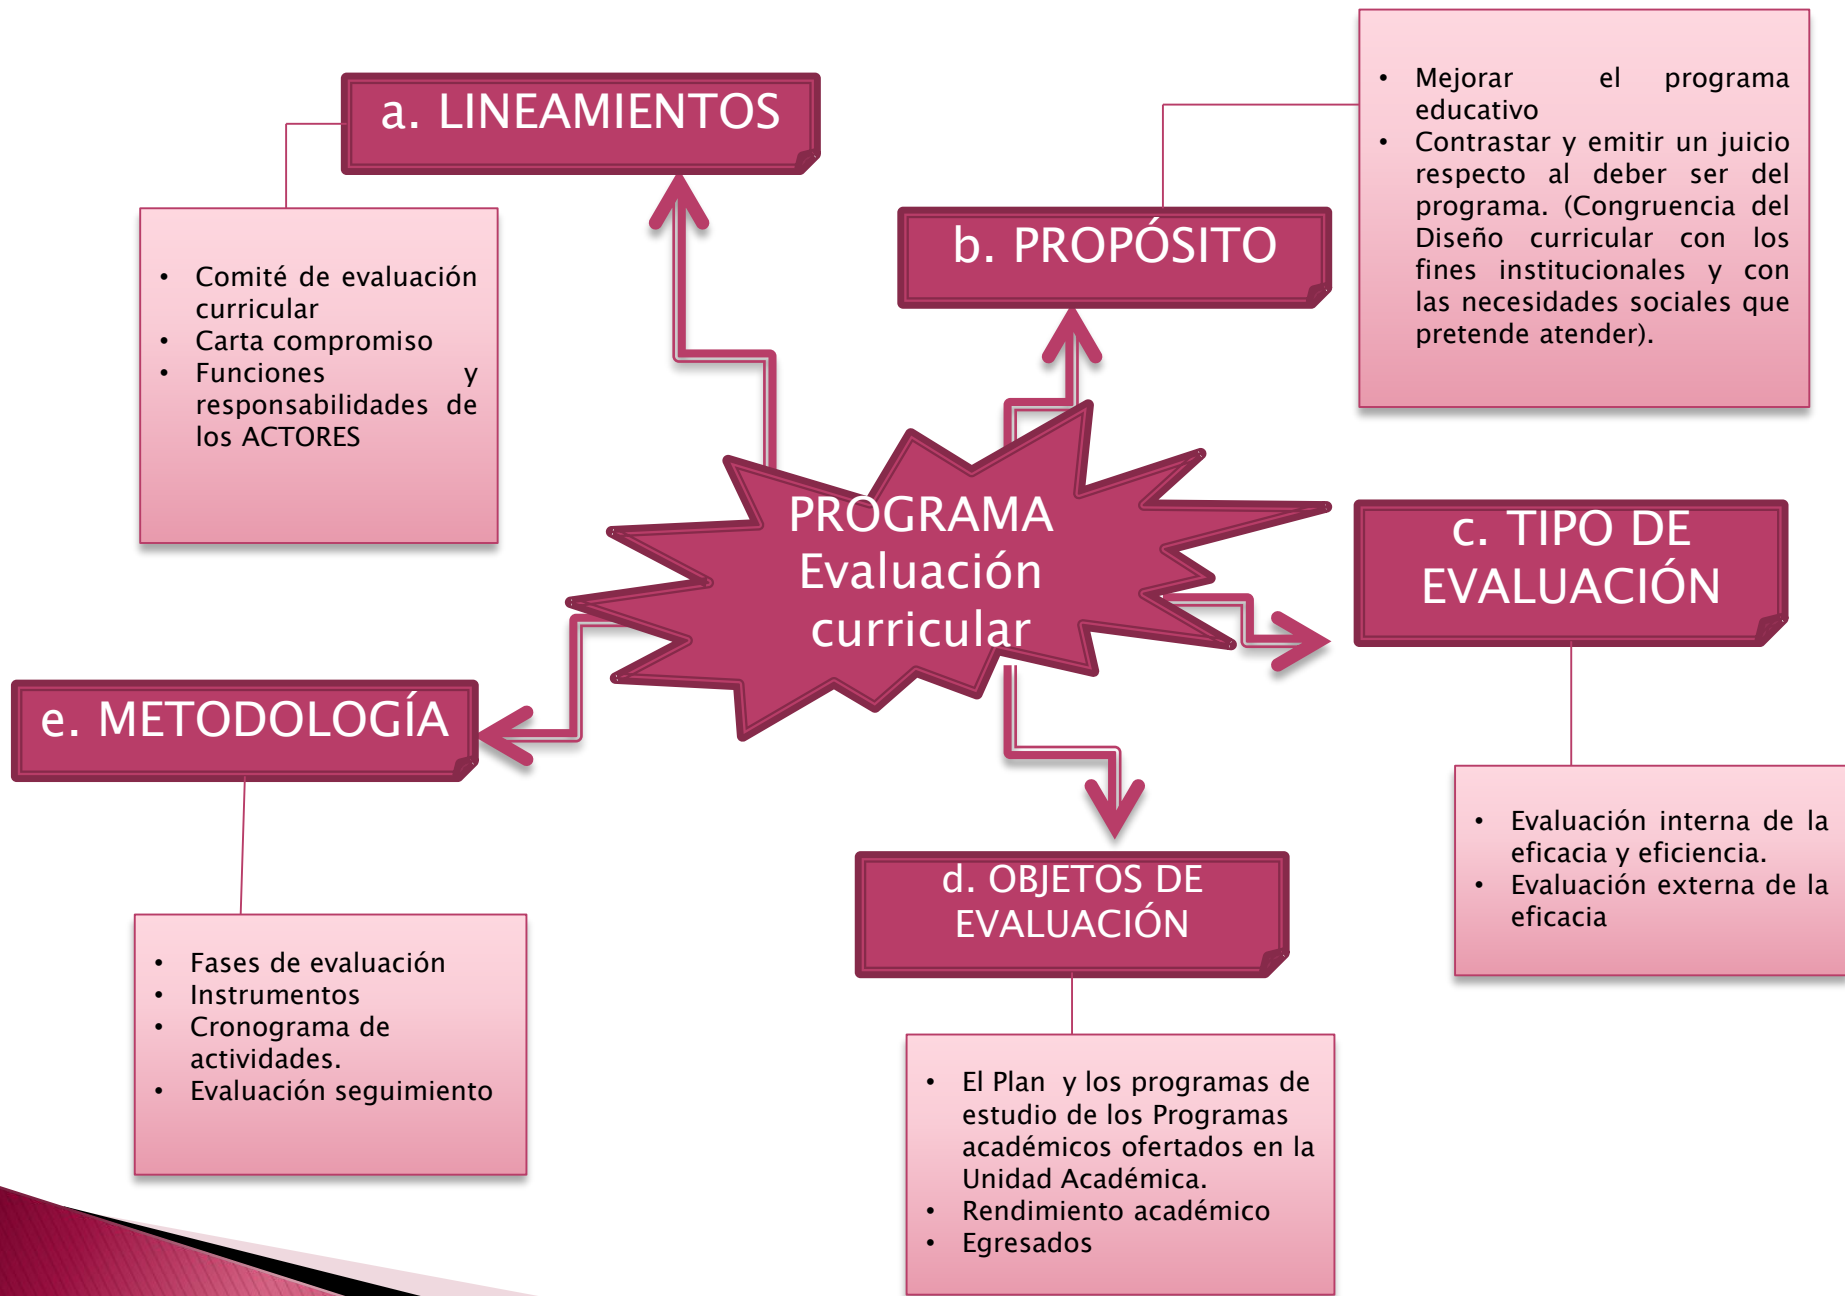 a. LINEAMIENTOS
• Comité de evaluación
curricular
• Carta compromiso
• Funciones y
responsabilidades de
los ACTORES
b. PROPÓSITO
• Mejorar el programa
educativo
• Contrastar y emitir un juicio
respecto al deber ser del
programa. (Congruencia del
Diseño curricular con los
fines institucionales y con
las necesidades sociales que
pretende atender).
PROGRAMA
Evaluación
curricular
c. TIPO DE
EVALUACIÓN
• Evaluación interna de la
eficacia y eficiencia.
• Evaluación externa de la
eficacia
d. OBJETOS DE
EVALUACIÓN
• El Plan y los programas de
estudio de los Programas
académicos ofertados en la
Unidad Académica.
• Rendimiento académico
• Egresados
e. METODOLOGÍA
• Fases de evaluación
• Instrumentos
• Cronograma de
actividades.
• Evaluación seguimiento